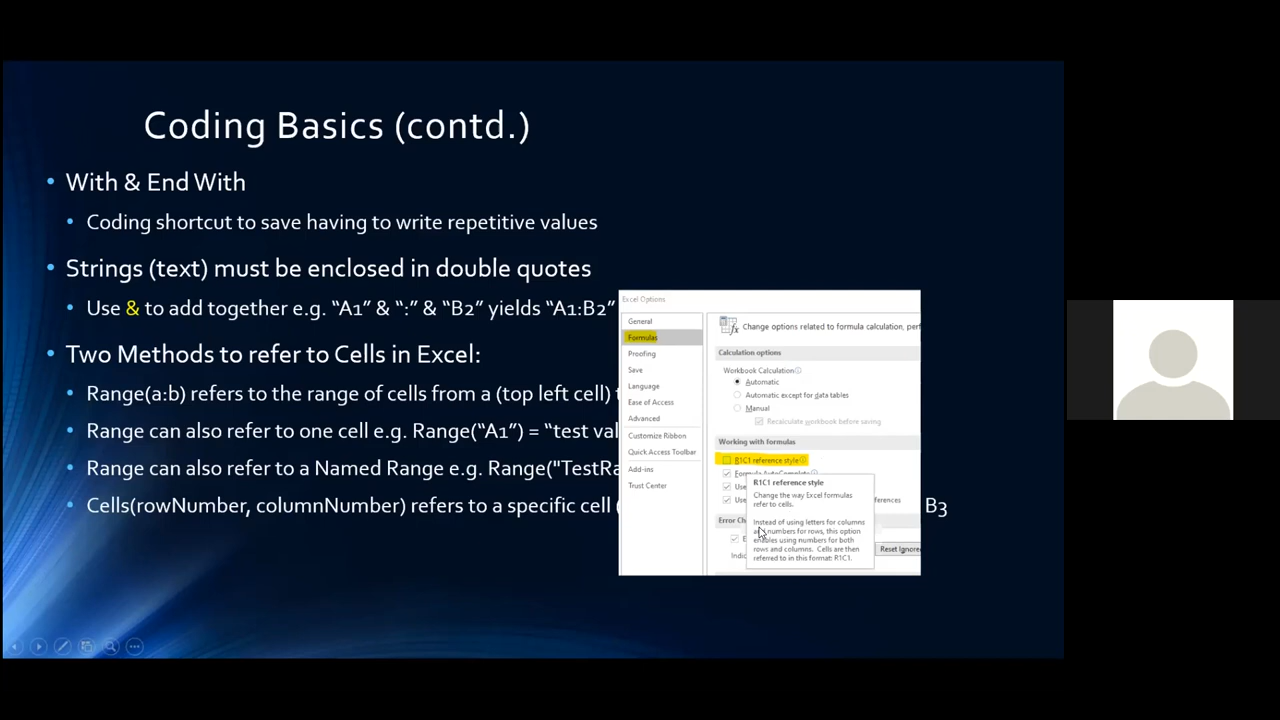 Coding Basics (contd.)
• With & End With
• Coding shortcut to save having to write repetitive values
• Strings (text) must be enclosed in double quotes
• Use & to add together e.g. “A1” & “:” & “B2” yields “A1:B2”
• Two Methods to refer to Cells in Excel:
• Range(a:b) refers to the range of cells from a (top left cell)
• Range can also refer to one cell e.g. Range(“A1”) = “test
• Range can also refer to a Named Range e.g.
Cells(rowNumber, columnNumber) refers to a specific cell
B3
Excel Options
General
Formulas
Proofing
Save
Language
Ease of Access
Advanced
Customize Ribbon
Quick Access Toolbar
Add-ins
Trust Center
Change options related to formula calculation,
Calculation options
Workbook Calculation
Automatic
Automatic except for data tables
Manual
Recalculate workbook before saving
Working with formulas
R1C1 reference style
Formula AutoComplete
Use
Use
Error
R1C1 reference style
Change the way Excel formulas
refer to cells.
Instead of using letters for columns
and numbers for rows, this option
enables using numbers for both
rows and columns. Cells are then
referred to in this format: R1C1.
Reset